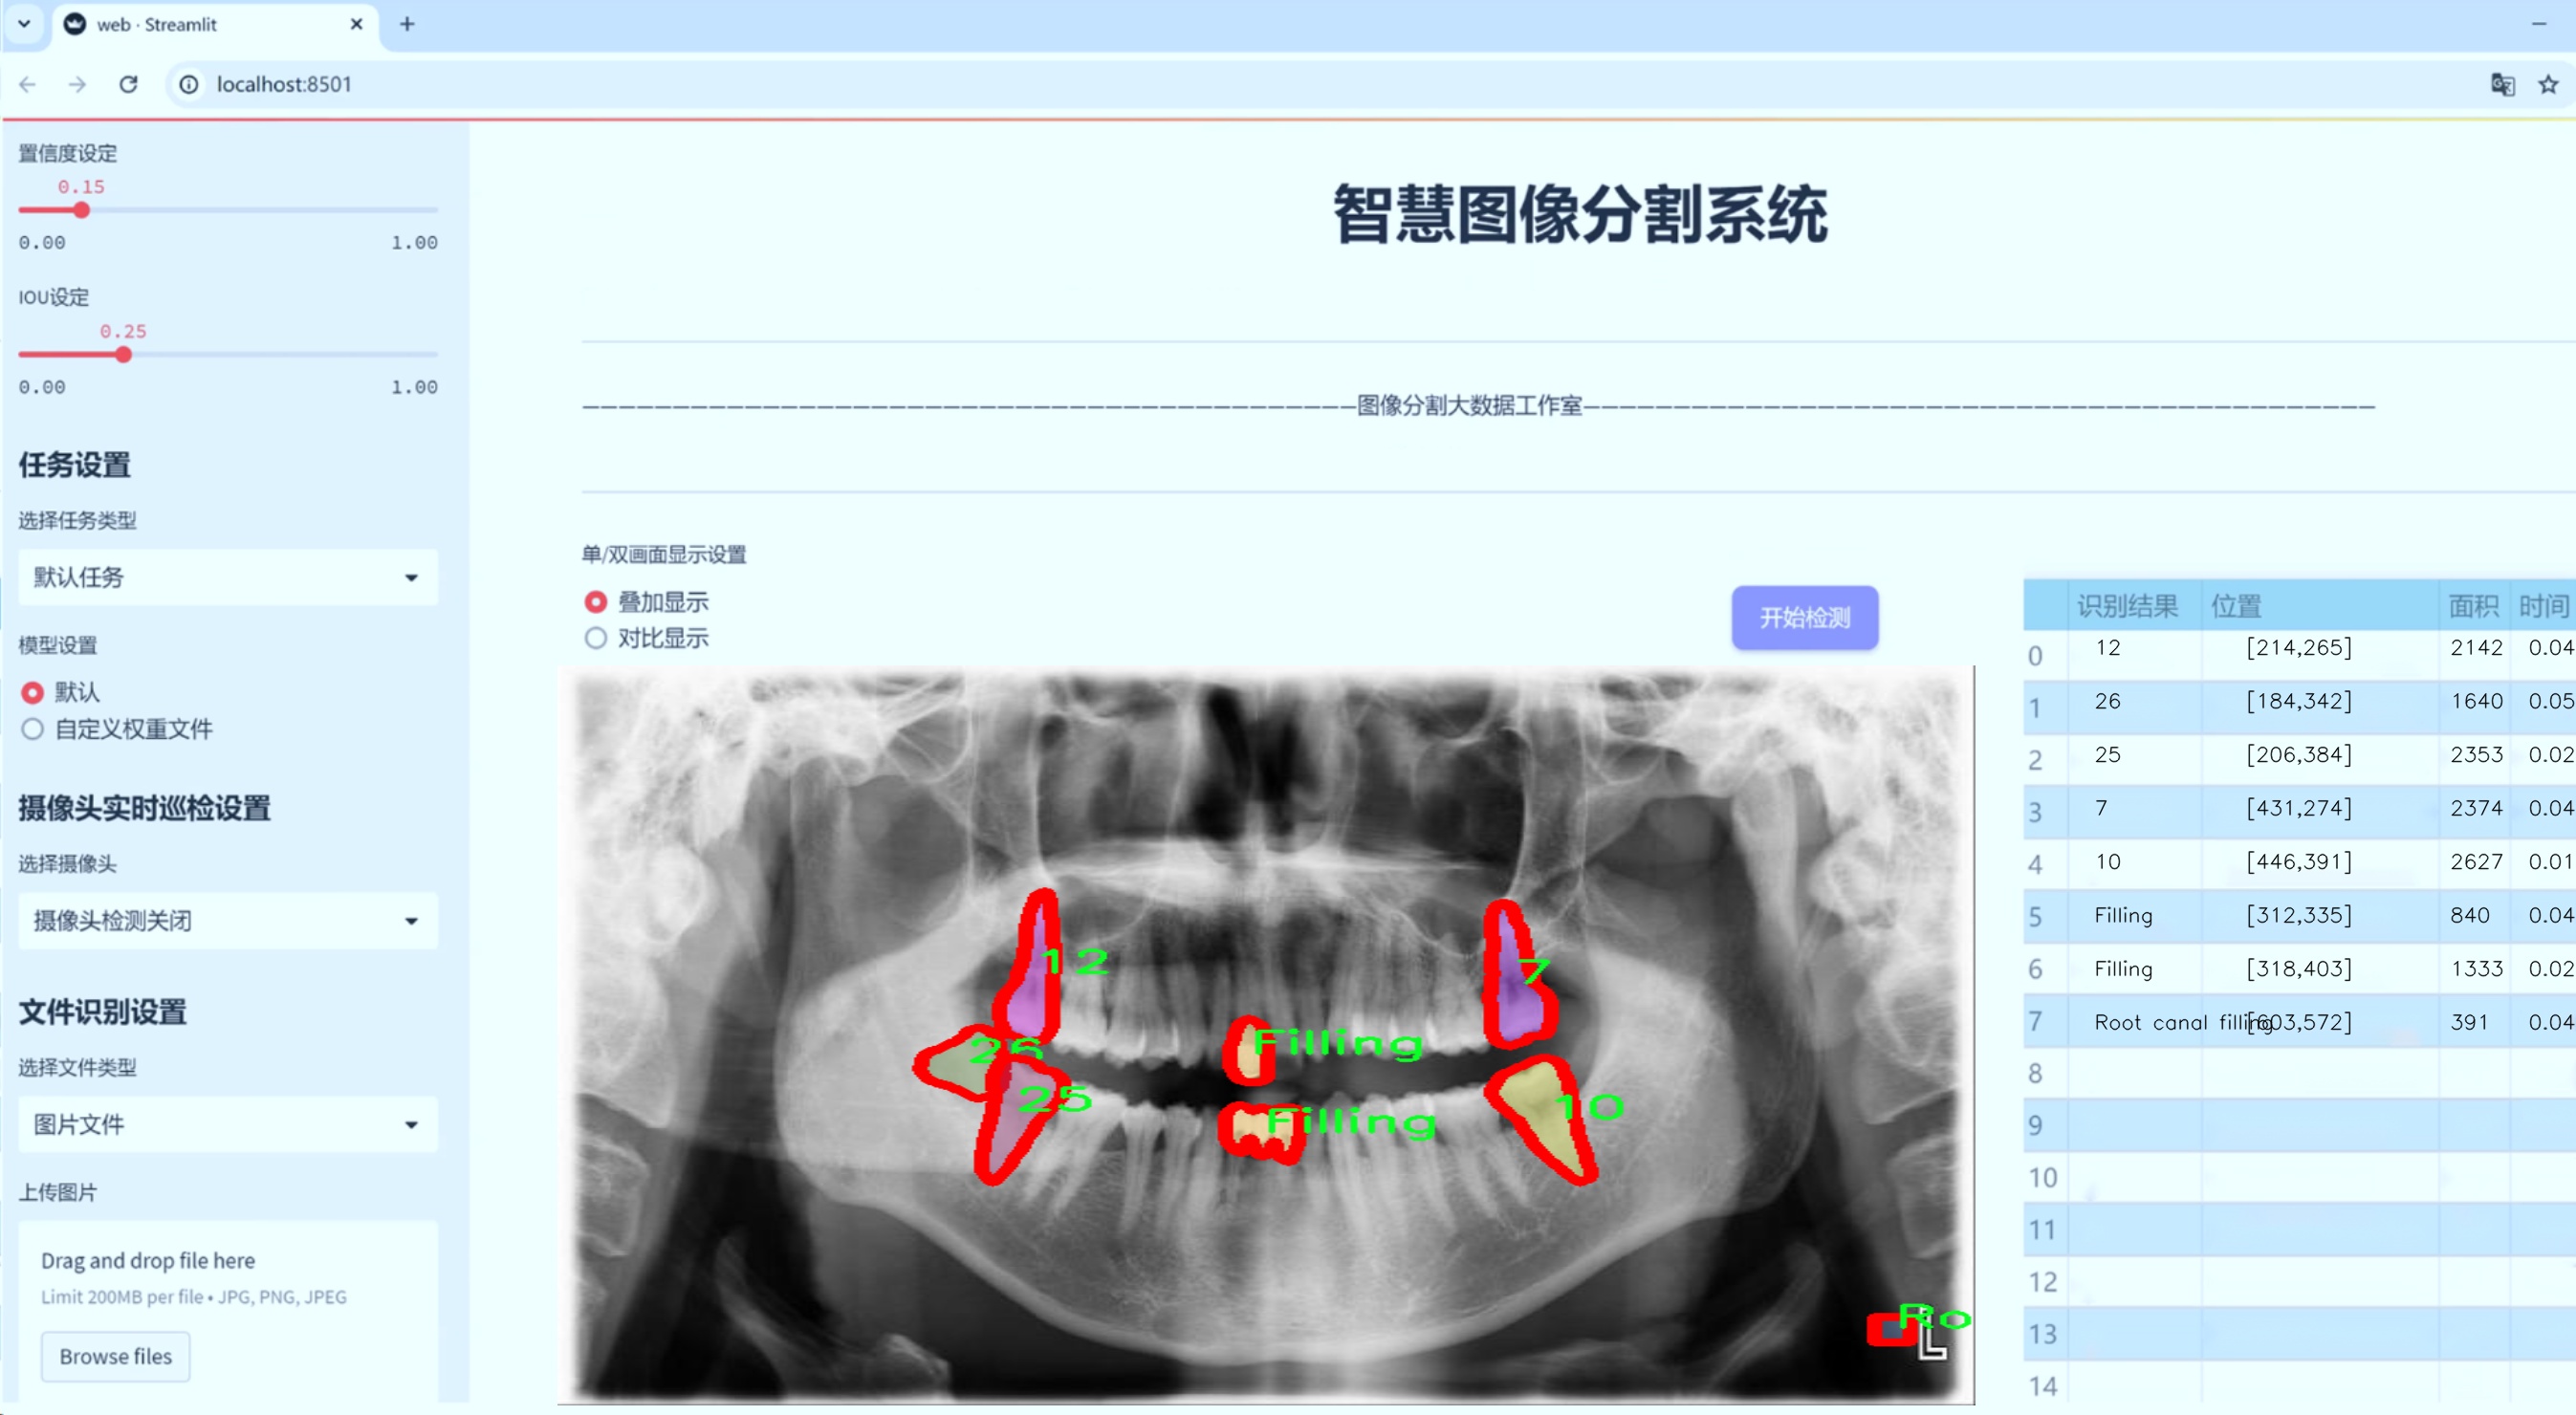 web · Streamlit
localhost:8501
置信度设定
0.15
0.00 1.00
IOU设定
0.25
0.00 1.00
任务设置
选择任务类型
默认任务
模型设置
默认
自定义权重文件
摄像头实时巡检设置
选择摄像头
摄像头检测关闭
文件识别设置
选择文件类型
图片文件
上传图片
Drag and drop file here
Limit 200MB per file • JPG, PNG, JPEG
Browse files
智慧图像分割系统
图像分割大数据工作室
单/双画面显示设置
叠加显示
对比显示
开始检测
12
7
26
Filling
25
Filling
10
Ro
L
识别结果 位置 面积 时间
0 12 [214,265] 2142 0.04
1 26 [184,342] 1640 0.05
2 25 [206,384] 2353 0.02
3 7 [431,274] 2374 0.04
4 10 [446,391] 2627 0.01
5 Filling [312,335] 840 0.04
6 Filling [318,403] 1333 0.02
7 Root canal filling [603,572] 391 0.04
8
9
10
11
12
13
14